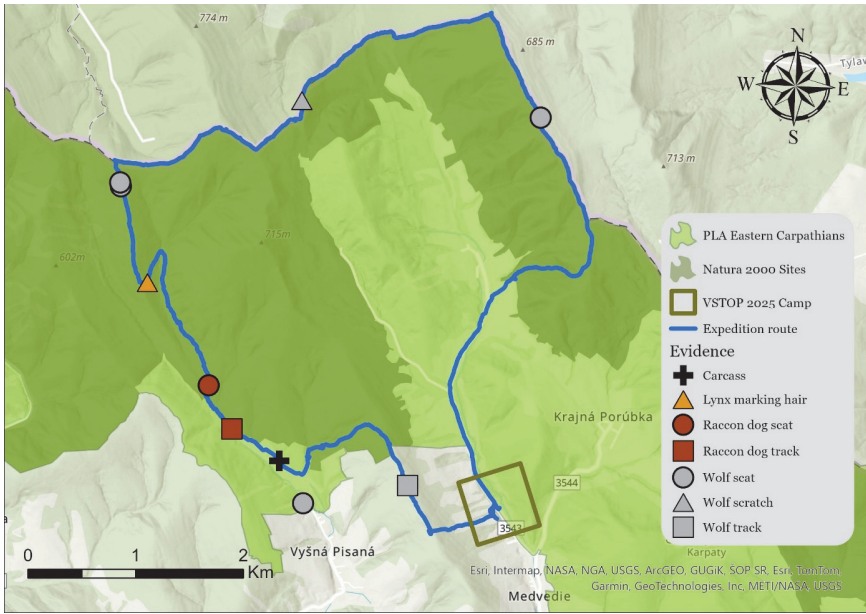 774 m
685 m
N
W
E
S
Tylaw
713 m
602m
715m
PLA Eastern Carpathians
Natura 2000 Sites
VSTOP 2025 Camp
Expedition route
Evidence
Carcass
Lynx marking hair
Raccon dog scat
Raccon dog track
Wolf scat
Wolf scratch
Wolf track
Krajná Porúbka
3544
3543
Vyšná Pisaná
0 1 2
Km
Karpaty
Medvedie
Esri, Intermap, NASA, NGA, USGS, ArcGEO, GUGiK, SOP SR, Esri, TomTom,
Garmin, GeoTechnologies, Inc, METI/NASA, USGS